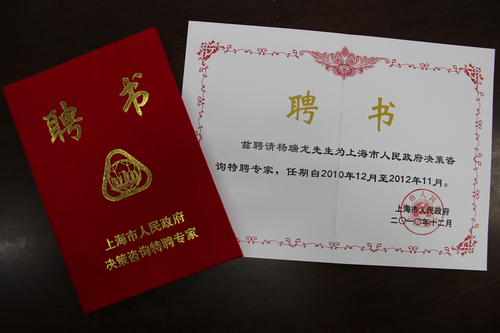 聘书
上海市人民政府
决策咨询特聘专家
聘书
兹聘请杨瑞龙先生为上海市人民政府决策咨
询特聘专家，任期自2010年12月至2012年11月。
上海市人民政府
二〇一〇年十二月